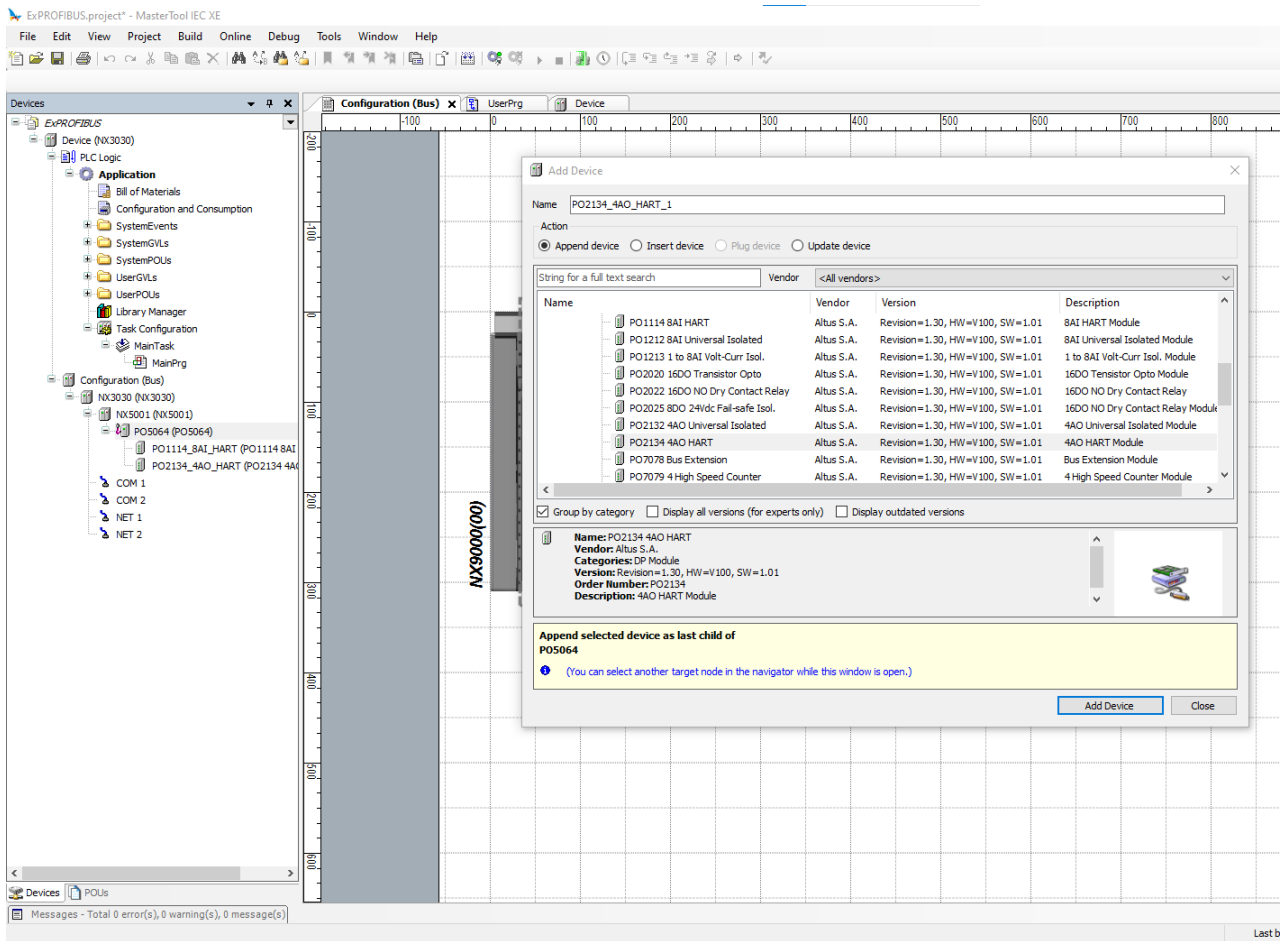 ExPROFIBUS.project* - MasterTool IEC XE
File Edit View Project Build Online Debug Tools Window Help
Devices
Configuration (Bus) UserPrg Device
-100 0 100 200 300 400 500 600 700 800
-200
-100
0
100
200
300
400
500
600
ExPROFIBUS
Device (NX3030)
PLC Logic
Application
Bill of Materials
Configuration and Consumption
SystemEvents
SystemGVLs
SystemPOUs
UserGVLs
UserPOUs
Library Manager
Task Configuration
MainTask
MainPrg
Configuration (Bus)
NX3030 (NX3030)
NX5001 (NX5001)
PO5064 (PO5064)
PO1114_8AI_HART (PO1114 8AI
PO2134_4AO_HART (PO2134 4A
COM 1
COM 2
NET 1
NET 2
NX9000(00)
Add Device
Name PO2134_4AO_HART_1
Action
Append device Insert device Plug device Update device
String for a full text search Vendor <All vendors>
Name Vendor Version Description
PO1114 8AI HART Altus S.A. Revision=1.30, HW=V100, SW=1.01 8AI HART Module
PO1212 8AI Universal Isolated Altus S.A. Revision=1.30, HW=V100, SW=1.01 8AI Universal Isolated Module
PO1213 1 to 8AI Volt-Curr Isol. Altus S.A. Revision=1.30, HW=V100, SW=1.01 1 to 8AI Volt-Curr Isol. Module
PO2020 16DO Transistor Opto Altus S.A. Revision=1.30, HW=V100, SW=1.01 16DO Tensistor Opto Module
PO2022 16DO NO Dry Contact Relay Altus S.A. Revision=1.30, HW=V100, SW=1.01 16DO NO Dry Contact Relay
PO2025 8DO 24Vdc Fail-safe Isol. Altus S.A. Revision=1.30, HW=V100, SW=1.01 16DO NO Dry Contact Relay Module
PO2132 4AO Universal Isolated Altus S.A. Revision=1.30, HW=V100, SW=1.01 4AO Universal Isolated Module
PO2134 4AO HART Altus S.A. Revision=1.30, HW=V100, SW=1.01 4AO HART Module
PO7078 Bus Extension Altus S.A. Revision=1.30, HW=V100, SW=1.01 Bus Extension Module
PO7079 4 High Speed Counter Altus S.A. Revision=1.30, HW=V100, SW=1.01 4 High Speed Counter Module
Group by category Display all versions (for experts only) Display outdated versions
Name: PO2134 4AO HART
Vendor: Altus S.A.
Categories: DP Module
Version: Revision=1.30, HW=V100, SW=1.01
Order Number: PO2134
Description: 4AO HART Module
Append selected device as last child of
PO5064
(You can select another target node in the navigator while this window is open.)
Add Device Close
Devices POUs
Messages - Total 0 error(s), 0 warning(s), 0 message(s)
Last b